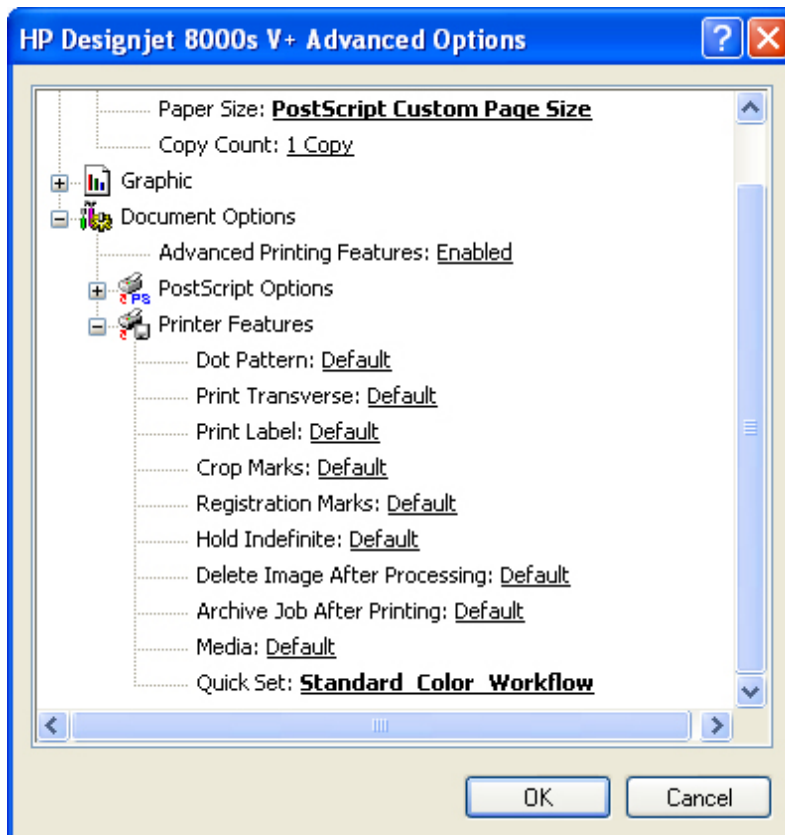 HP Designjet 8000s V+ Advanced Options
Paper Size: PostScript Custom Page Size
Copy Count: 1 Copy
Graphic
Document Options
Advanced Printing Features: Enabled
PostScript Options
Printer Features
Dot Pattern: Default
Print Transverse: Default
Print Label: Default
Crop Marks: Default
Registration Marks: Default
Hold Indefinite: Default
Delete Image After Processing: Default
Archive Job After Printing: Default
Media: Default
Quick Set: Standard_Color_Workflow
OK Cancel